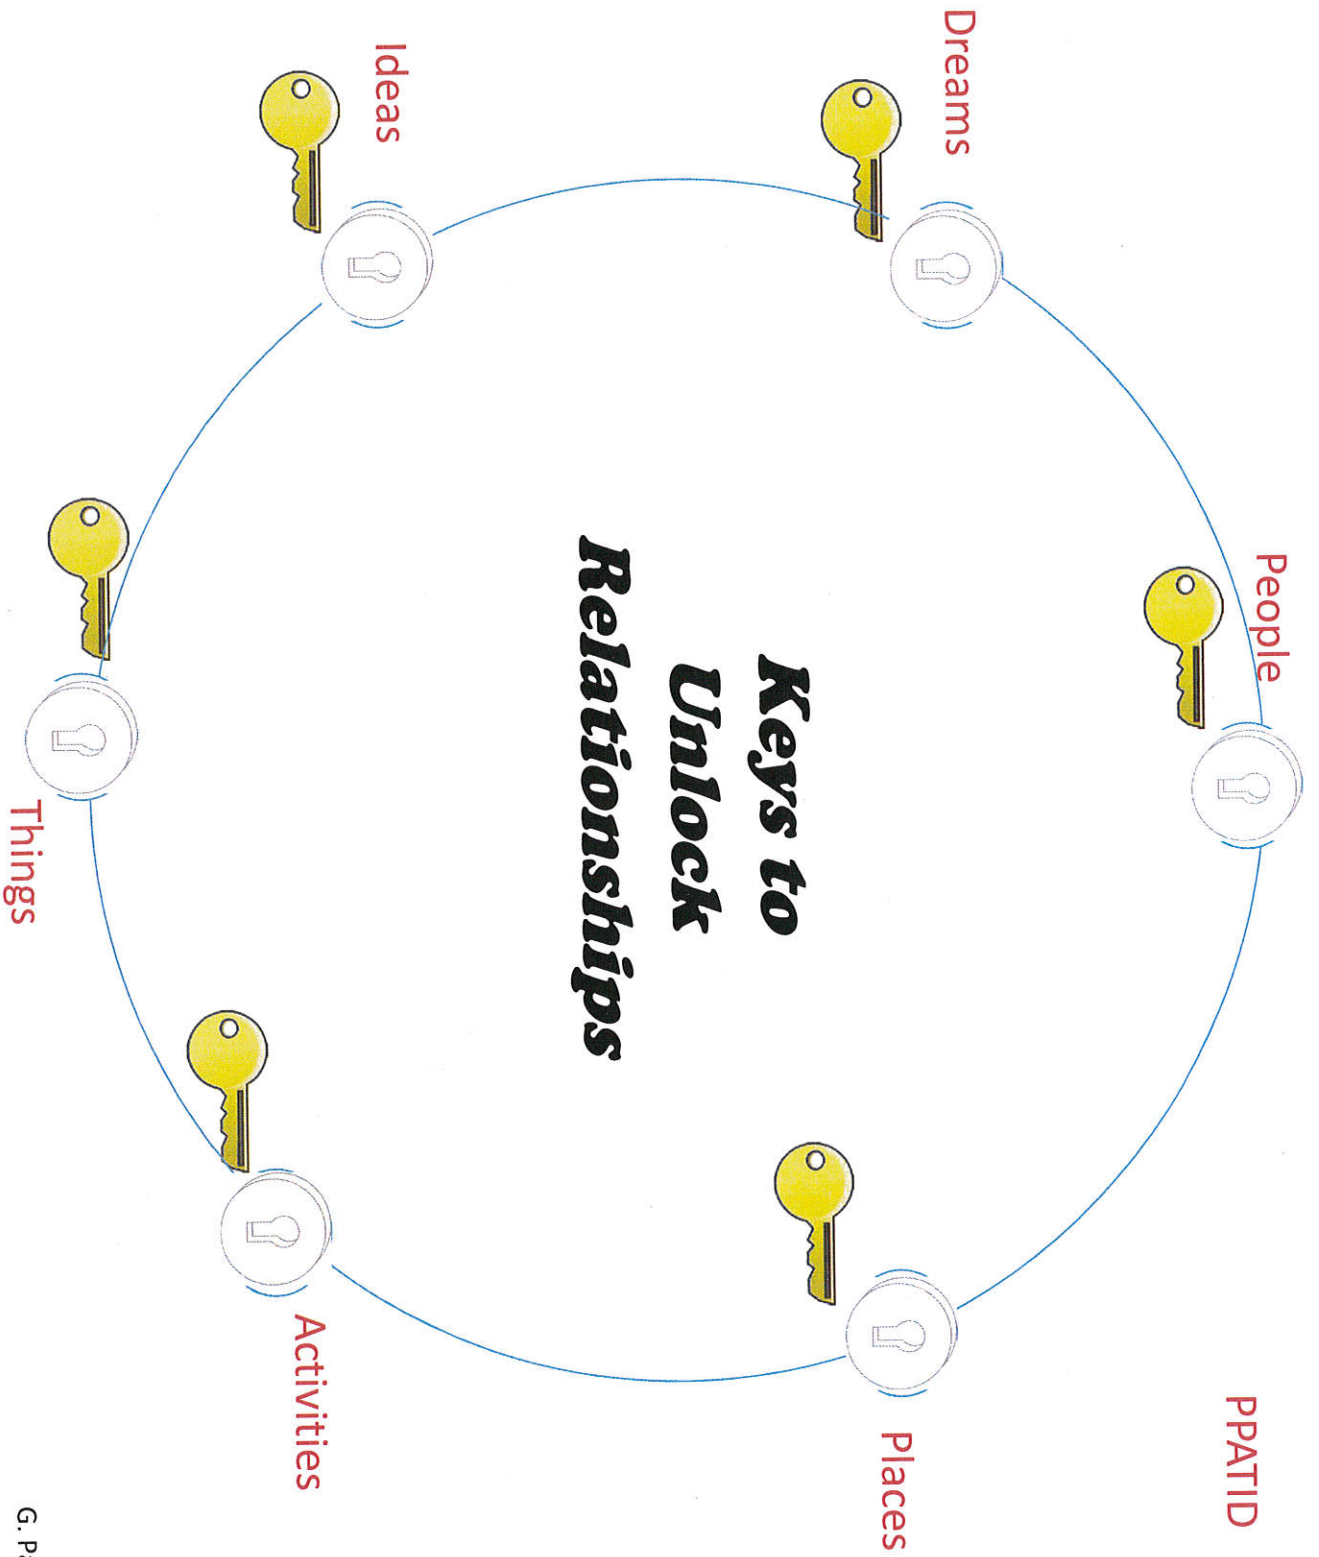 PPATID
People
Dreams
Places
Keys to
Unlock
Relationships
Ideas
Activities
Things
G.